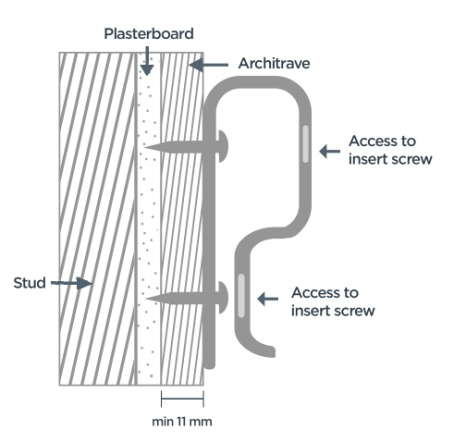 Plasterboard
Architrave
Access to
insert screw
Stud
Access to
insert screw
min 11 mm